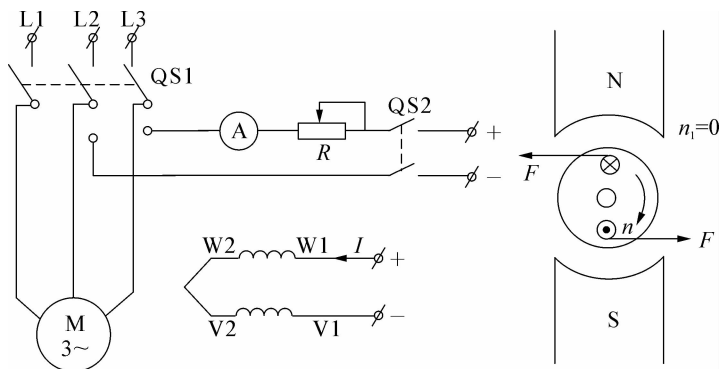 L1 L2 L3
QS1
A
R
QS2
+
−
M
3~
W2 W1 I +
V2 V1 −
N
n₁=0
F
n
F
S